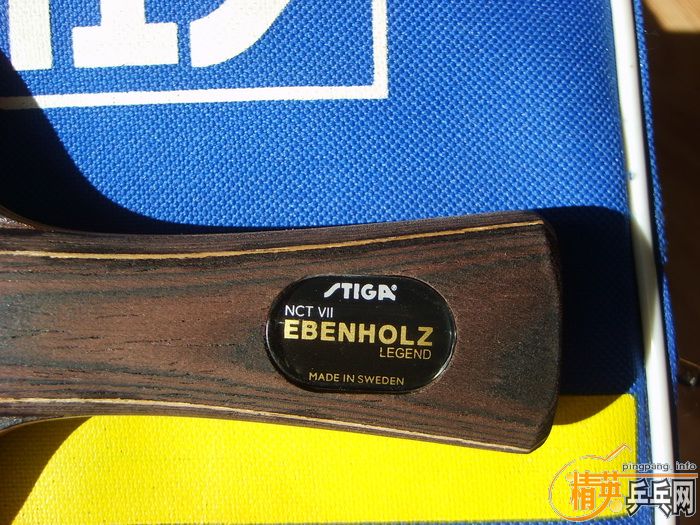 STIGA
NCT VII
EBENHOLZ
LEGEND
MADE IN SWEDEN
pingpang.info
精英乒乓网